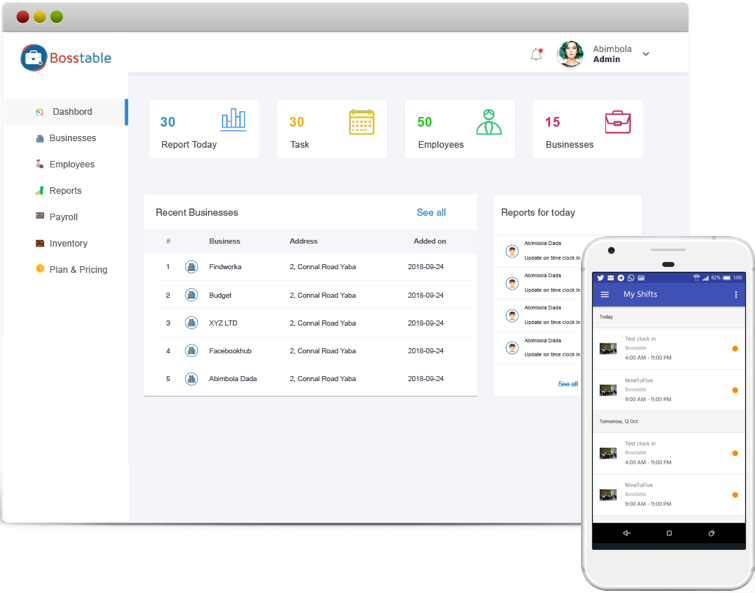 Bosstable
Abimbola
Admin
Dashbord
Businesses
Employees
Reports
Payroll
Inventory
Plan & Pricing
30
Report Today
30
Task
50
Employees
15
Businesses
Recent Businesses
See all
# Business Address Added on
1 Findworka 2, Connal Road Yaba 2018-09-24
2 Budget 2, Connal Road Yaba 2018-09-24
3 XYZ LTD 2, Connal Road Yaba 2018-09-24
4 Facebookhub 2, Connal Road Yaba 2018-09-24
5 Abimbola Dada 2, Connal Road Yaba 2018-09-24
Reports for today
Abimbola Dada
Update on time clock in
Abimbola Dada
Update on time clock in
Abimbola Dada
Update on time clock in
Abimbola Dada
Update on time clock in
See all
92% 1:00
My Shifts
Today
Test clock in
Bosstable
4:00 AM - 11:00 PM
NineToFive
Bosstable
9:00 AM - 11:00 PM
Tomorrow, 12 Oct
Test clock in
Bosstable
4:00 AM - 11:00 PM
NineToFive
Bosstable
9:00 AM - 11:00 PM